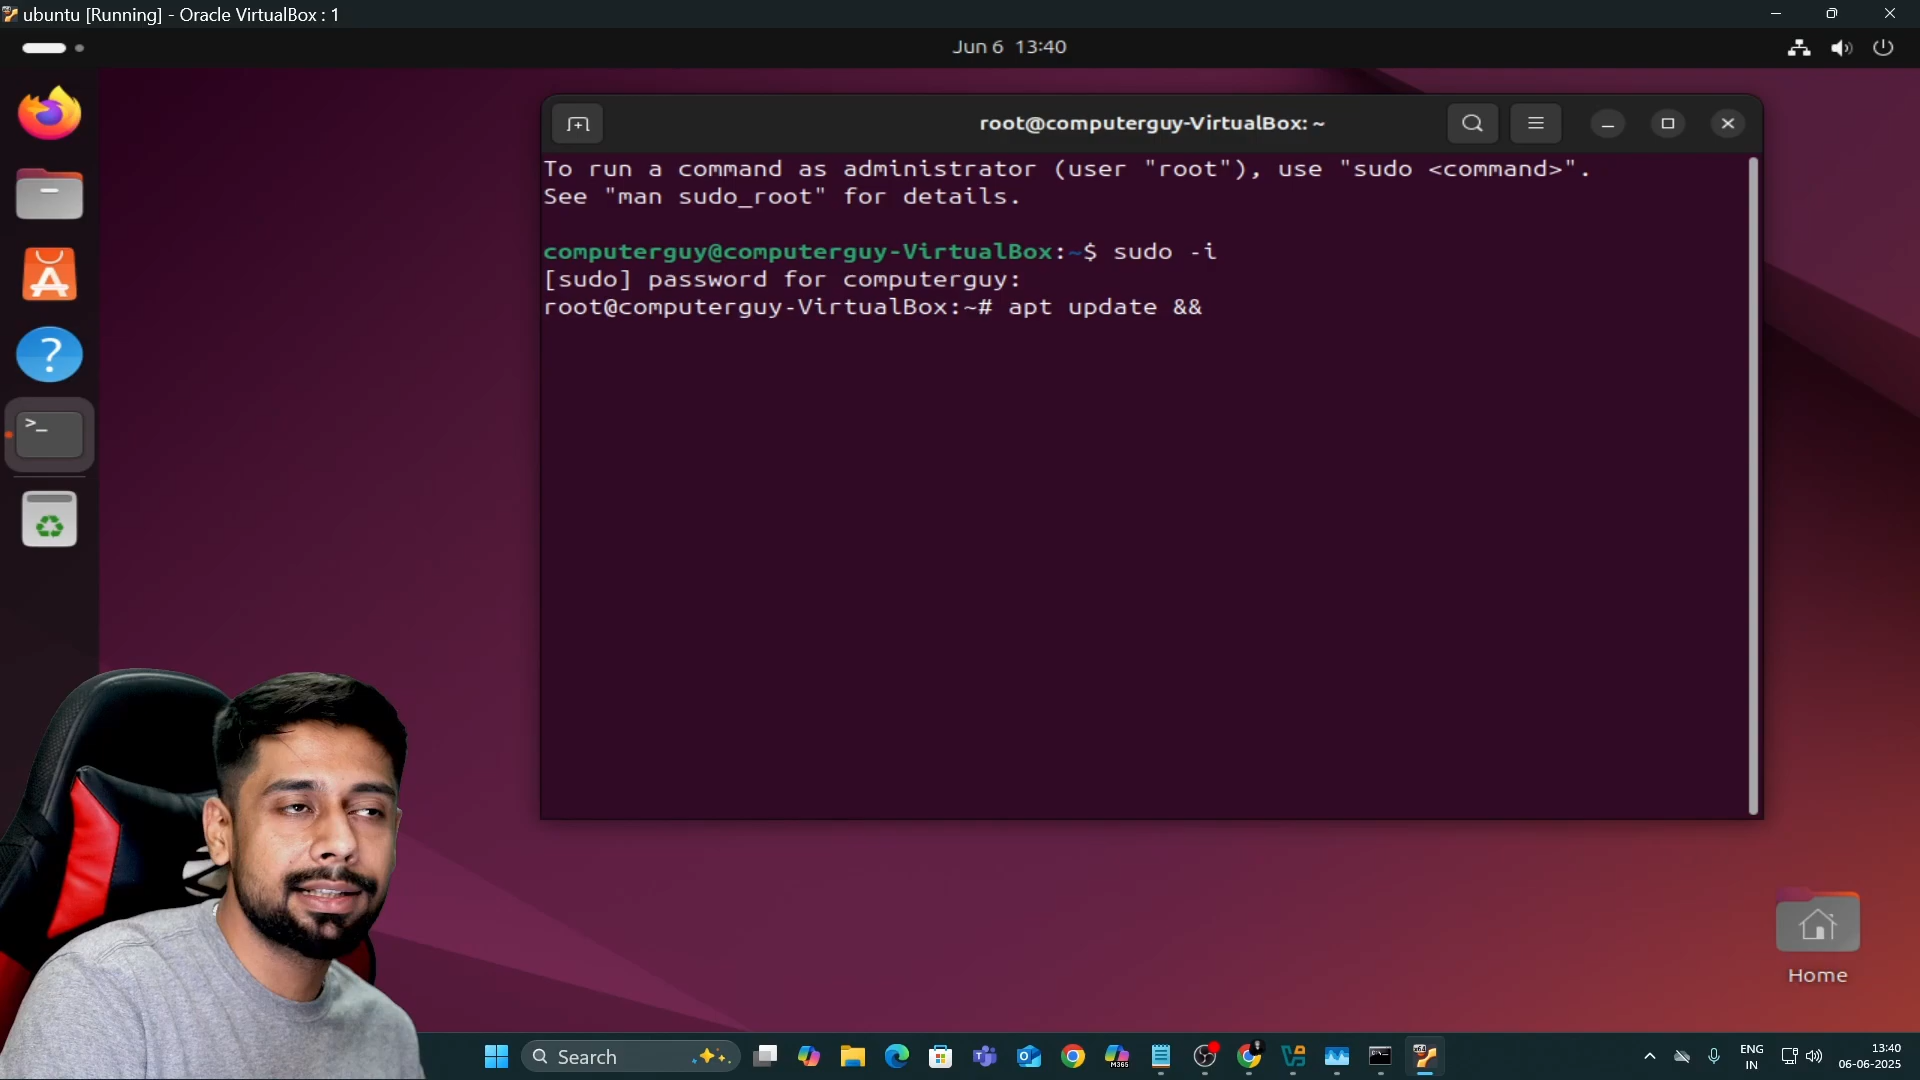 ubuntu [Running] - Oracle VirtualBox : 1
Jun 6 13:40
root@computerguy-VirtualBox: ~
To run a command as administrator (user "root"), use "sudo <command>".
See "man sudo_root" for details.
computerguy@computerguy-VirtualBox:~$ sudo -i
[sudo] password for computerguy:
root@computerguy-VirtualBox:~# apt update &&
Home
Search
M365
ENG
IN
13:40
06-06-2025